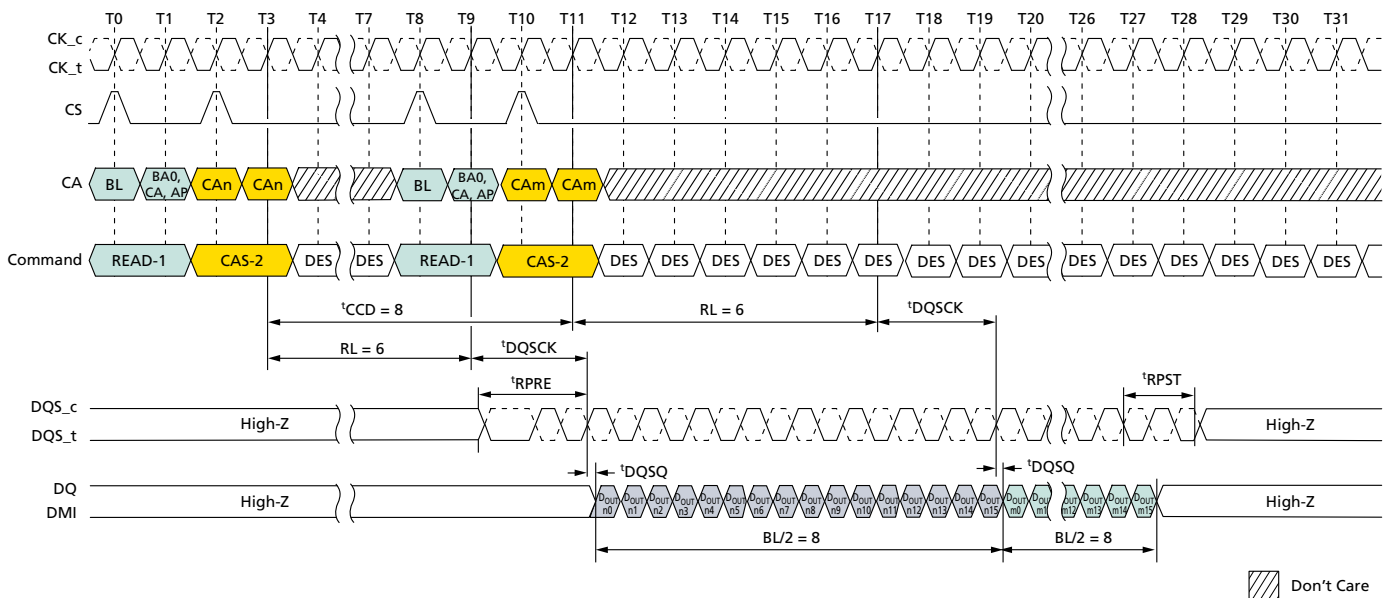 T0 T1 T2 T3 T4 T7 T8 T9 T10 T11 T12 T13 T14 T15 T16 T17 T18 T19 T20 T26 T27 T28 T29 T30 T31
CK_c
CK_t
CS
CA BL BA0, CA, AP CAn CAn BL BA0, CA, AP CAm CAm
Command READ-1 CAS-2 DES DES READ-1 CAS-2 DES DES DES DES DES DES DES DES DES DES DES DES DES DES DES
tCCD = 8 RL = 6 tDQSCK
RL = 6 tDQSCK
tRPRE tRPST
DQS_c
DQS_t High-Z High-Z
tDQSQ tDQSQ
DQ
DMI High-Z DOUT n0 DOUT n1 DOUT n2 DOUT n3 DOUT n4 DOUT n5 DOUT n6 DOUT n7 DOUT n8 DOUT n9 DOUT n10 DOUT n11 DOUT n12 DOUT n13 DOUT n14 DOUT n15 DOUT m0 DOUT m1 DOUT m12 DOUT m13 DOUT m14 DOUT m15 High-Z
BL/2 = 8 BL/2 = 8
Don't Care